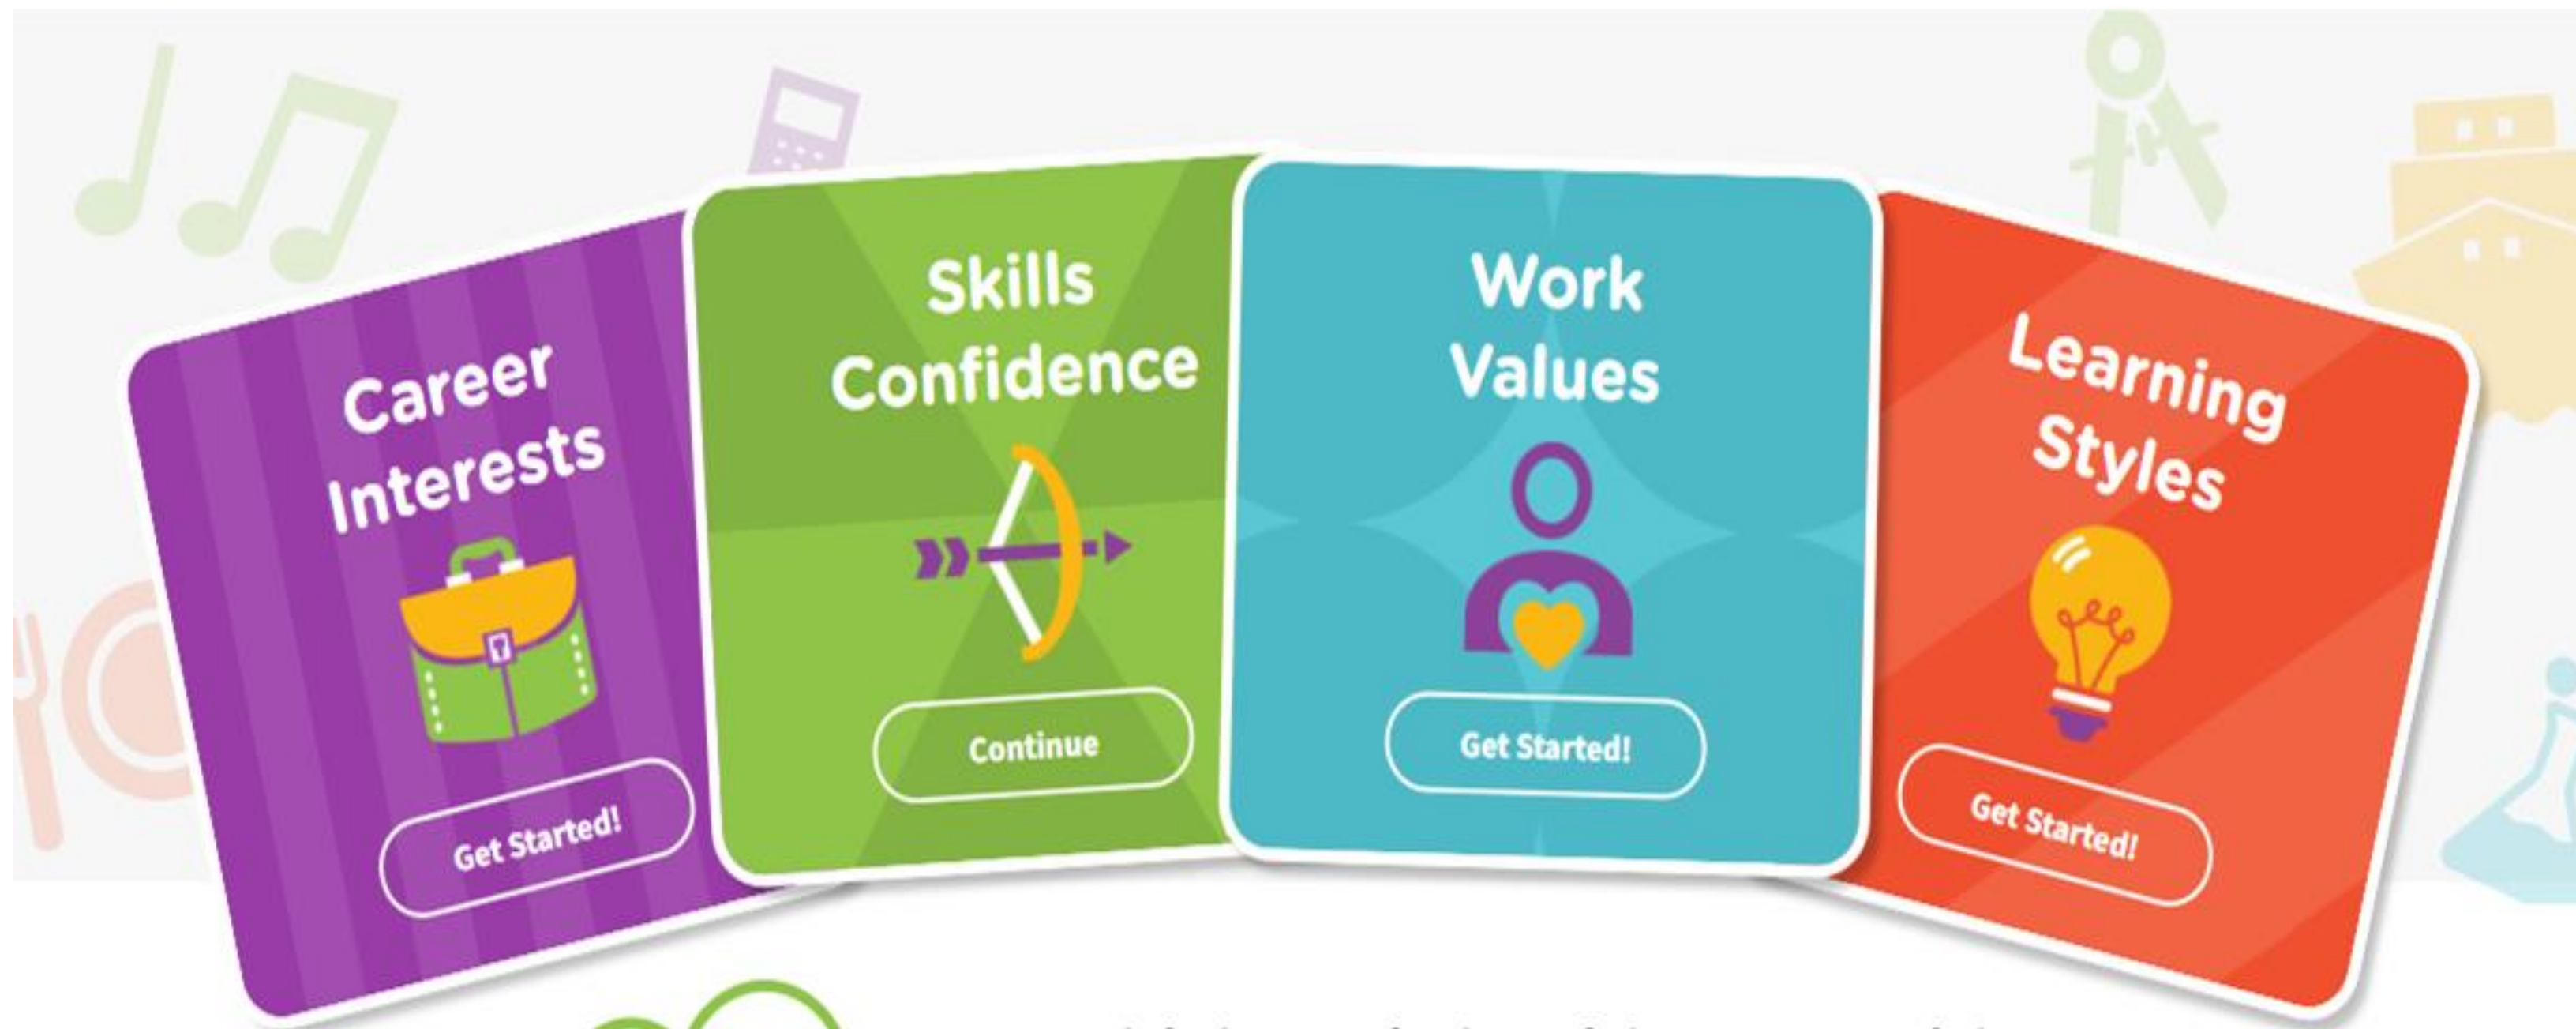 Career
Interests
Get Started!
Skills
Confidence
Continue
Work
Values
Get Started!
Learning
Styles
Get Started!